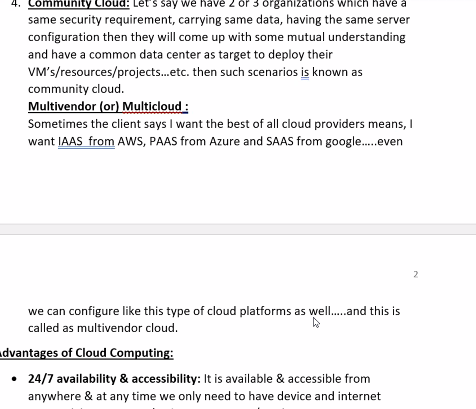 4. Community Cloud: Let's say we have 2 or 3 organizations which have a
same security requirement, carrying same data, having the same server
configuration then they will come up with some mutual understanding
and have a common data center as target to deploy their
VM's/resources/projects...etc. then such scenarios is known as
community cloud.
Multivendor (or) Multicloud :
Sometimes the client says I want the best of all cloud providers means, I
want IAAS from AWS, PAAS from Azure and SAAS from google.....even
2
we can configure like this type of cloud platforms as well.....and this is
called as multivendor cloud.
Advantages of Cloud Computing:
• 24/7 availability & accessibility: It is available & accessible from
anywhere & at any time we only need to have device and internet